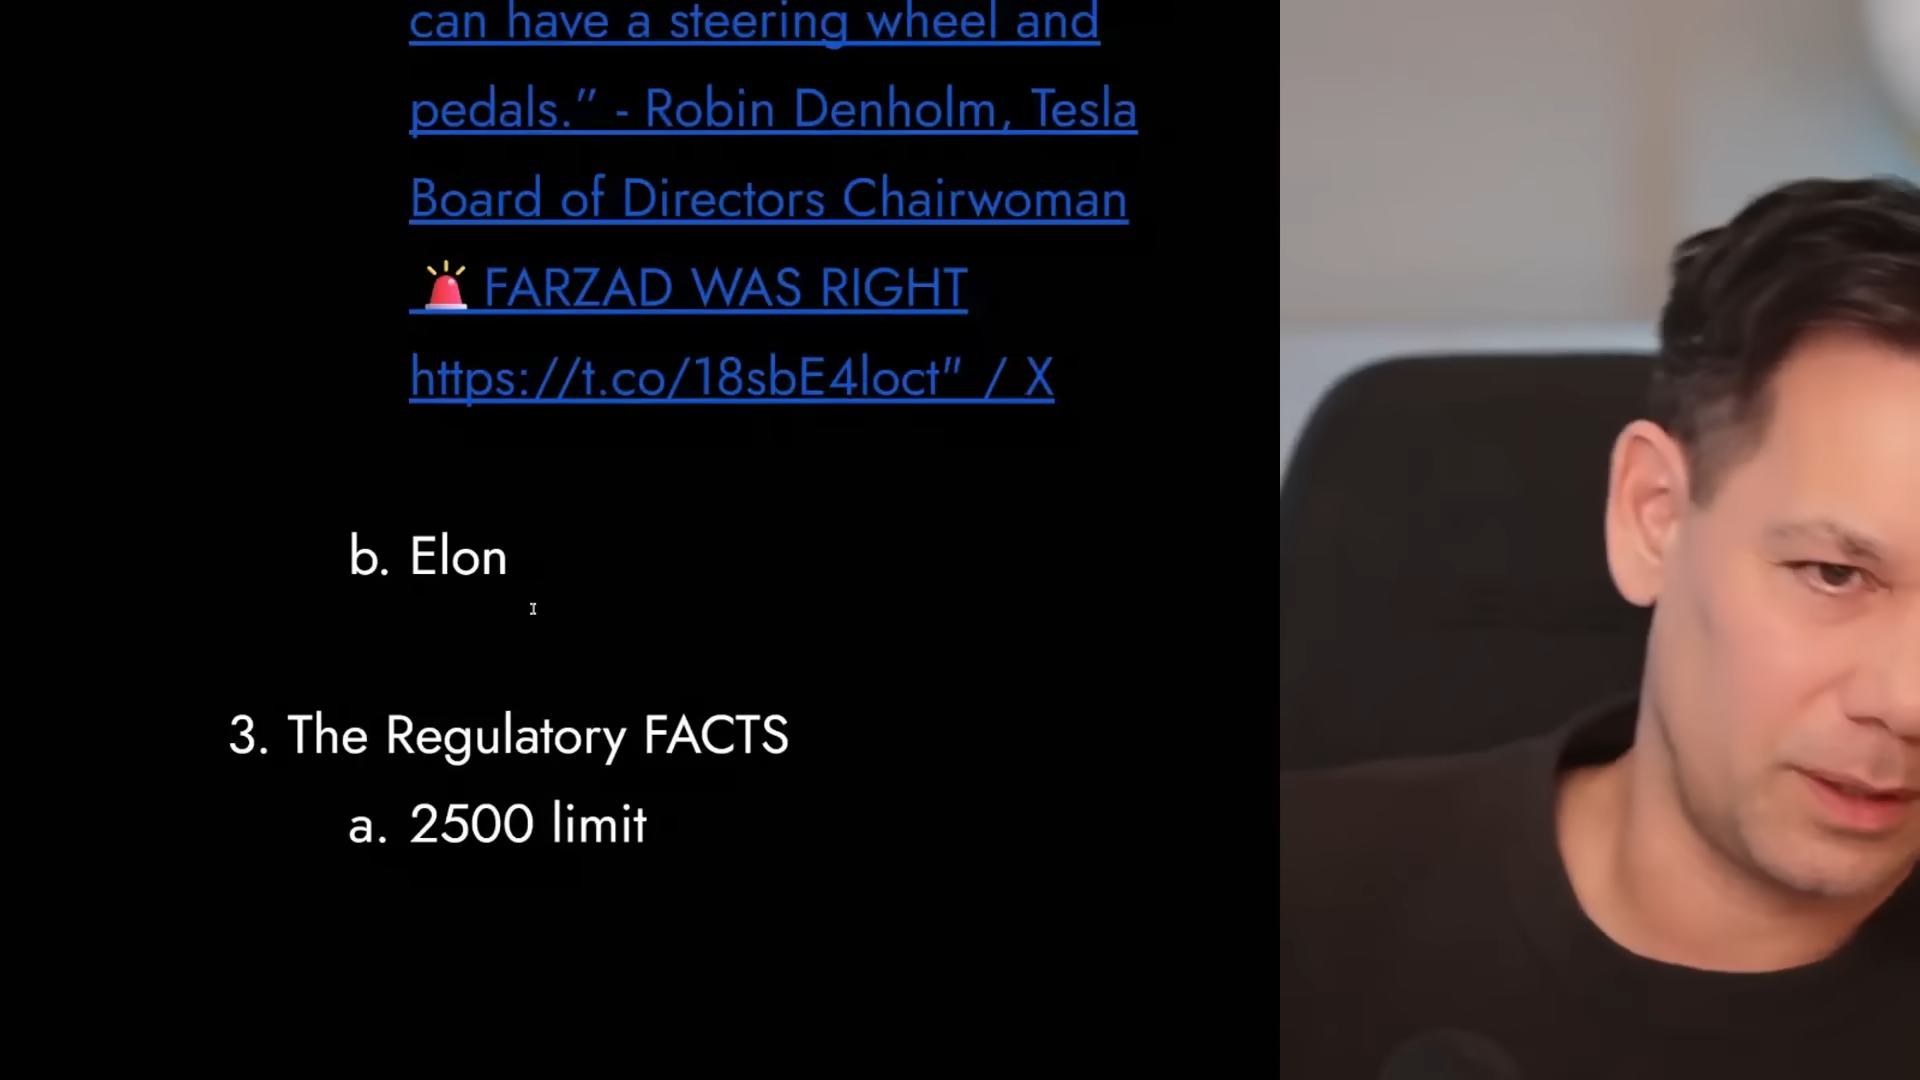 can have a steering wheel and
pedals.” - Robin Denholm, Tesla
Board of Directors Chairwoman
🚨 FARZAD WAS RIGHT
https://t.co/18sbE4loct" / X
b. Elon
3. The Regulatory FACTS
a. 2500 limit